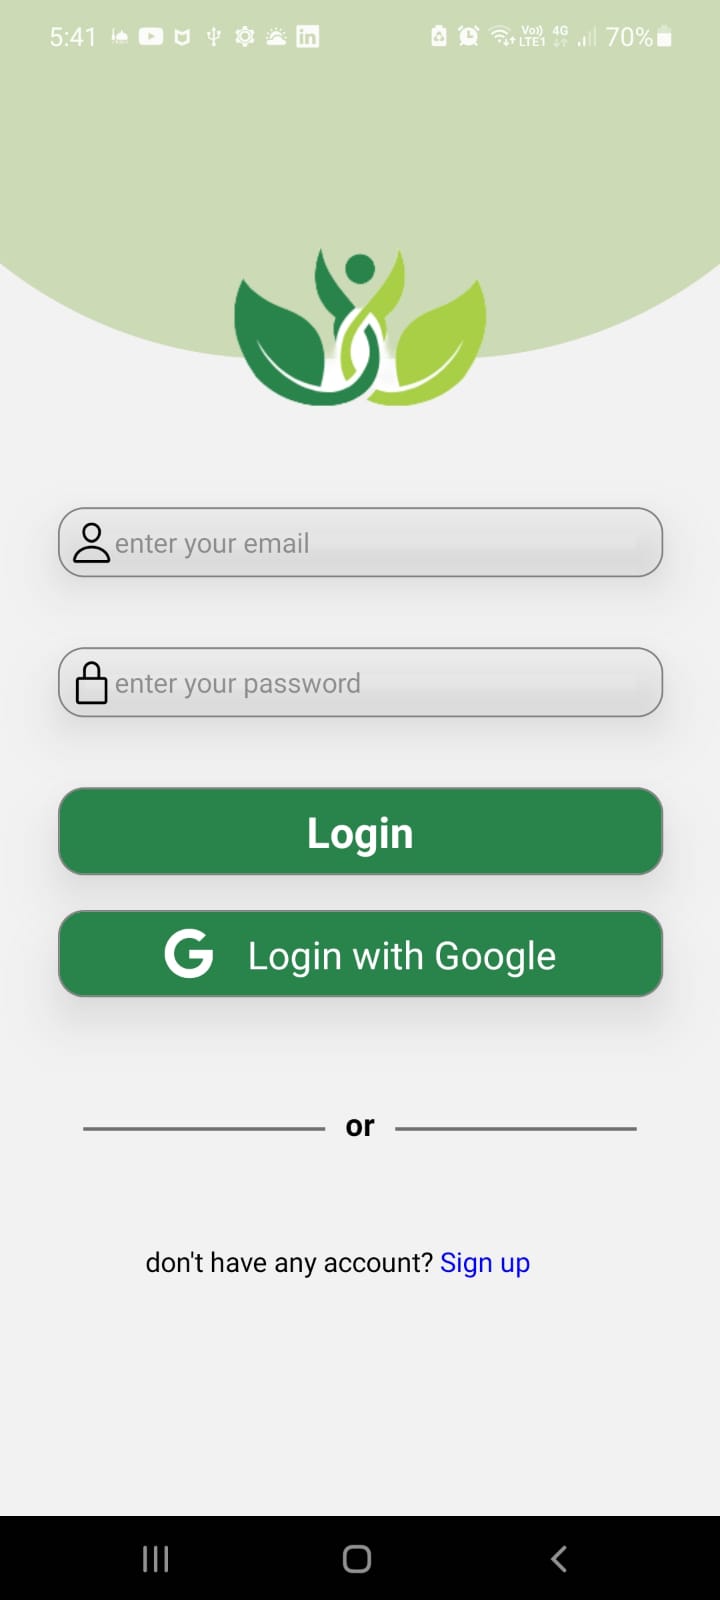 5:41 Vo)) LTE1 4G 70%
enter your email
enter your password
Login
G Login with Google
or
don't have any account? Sign up